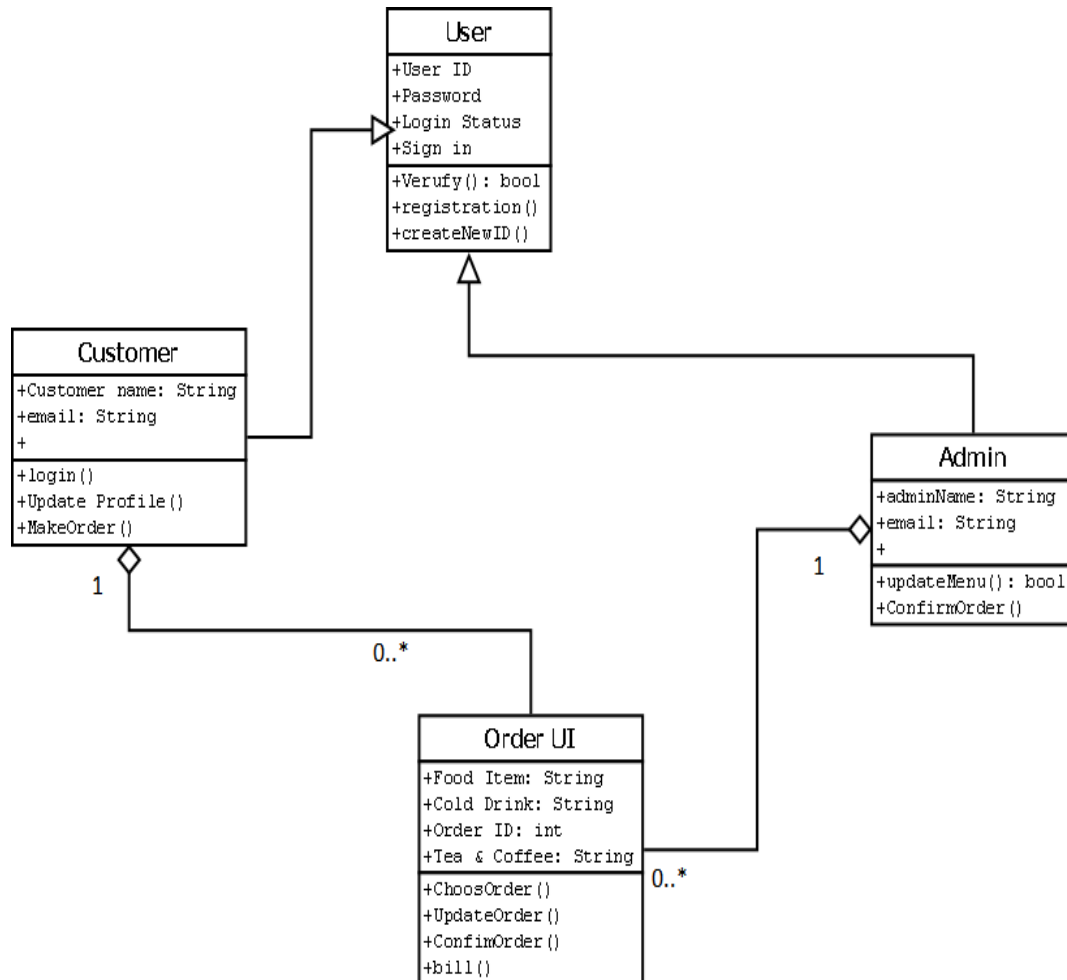 User
+User ID
+Password
+Login Status
+Sign in
+Verufy(): bool
+registration()
+createNewID()
Customer
+Customer name: String
+email: String
+
+login()
+Update Profile()
+MakeOrder()
1
0..*
Admin
+adminName: String
+email: String
+
+updateMenu(): bool
+ConfirmOrder()
1
0..*
Order UI
+Food Item: String
+Cold Drink: String
+Order ID: int
+Tea & Coffee: String
+ChoosOrder()
+UpdateOrder()
+ConfimOrder()
+bill()